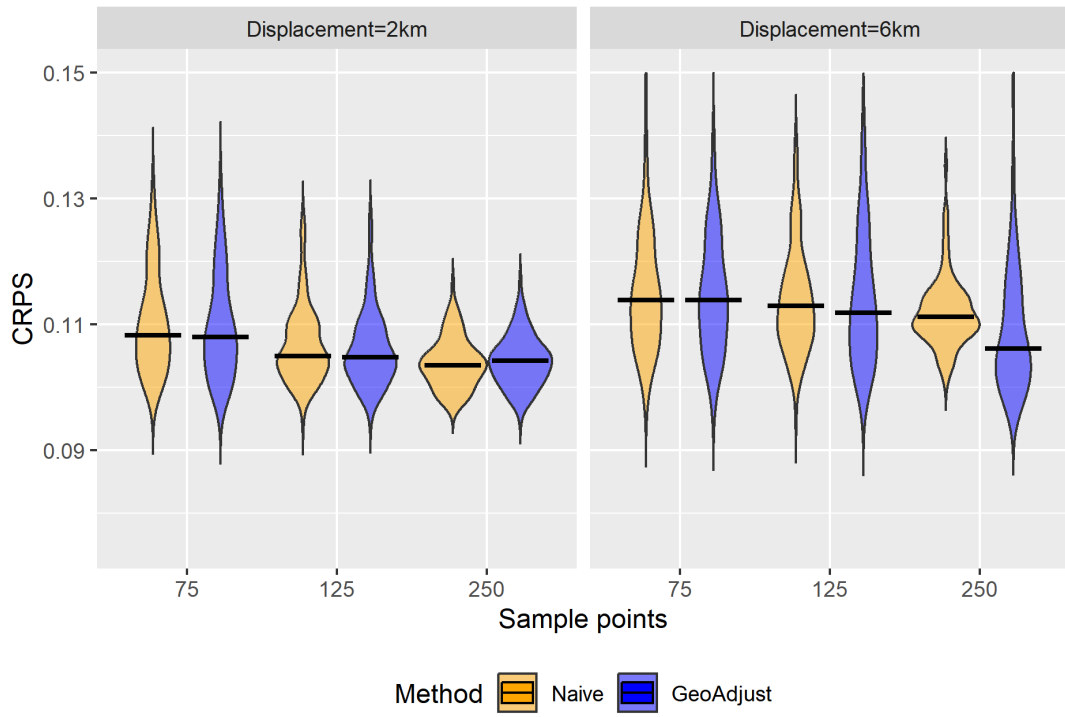 Displacement=2km
Displacement=6km
CRPS
0.15
0.13
0.11
0.09
75
125
250
75
125
250
Sample points
Method
Naive
GeoAdjust